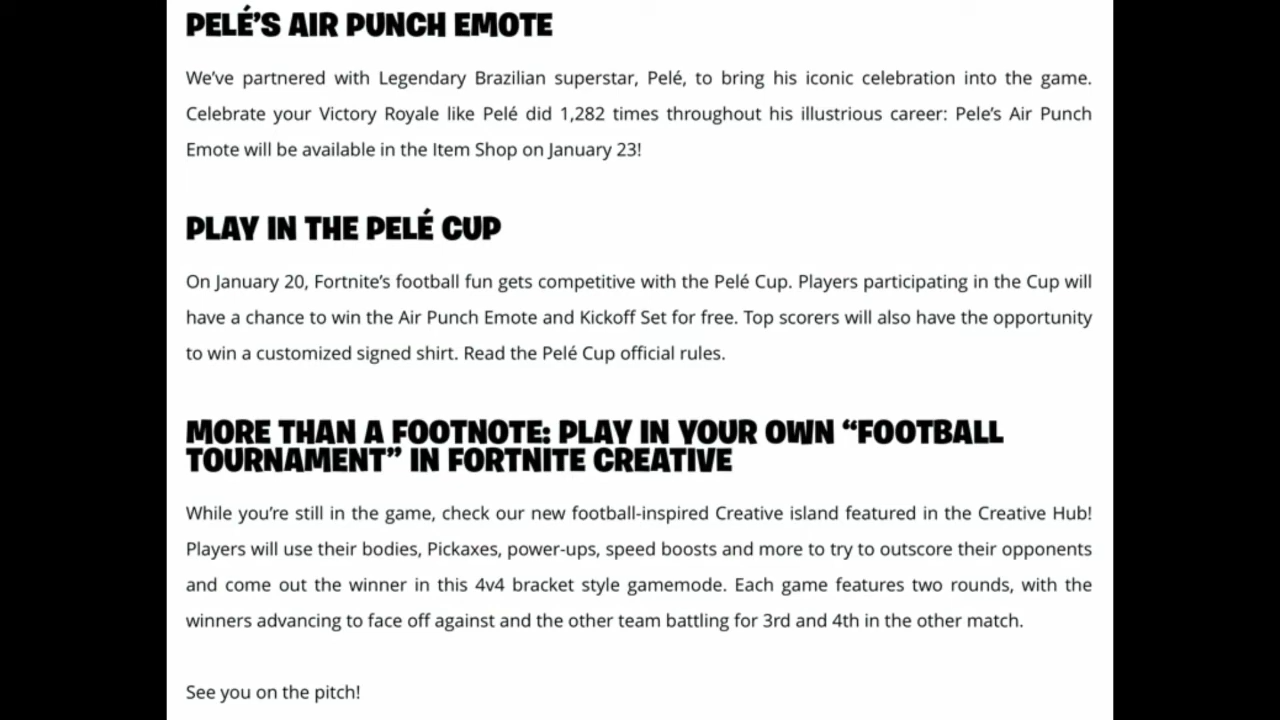 PELÉ’S AIR PUNCH EMOTE
We’ve partnered with Legendary Brazilian superstar, Pelé, to bring his iconic celebration into the game.
Celebrate your Victory Royale like Pelé did 1,282 times throughout his illustrious career: Pele’s Air Punch
Emote will be available in the Item Shop on January 23!
PLAY IN THE PELÉ CUP
On January 20, Fortnite’s football fun gets competitive with the Pelé Cup. Players participating in the Cup will
have a chance to win the Air Punch Emote and Kickoff Set for free. Top scorers will also have the opportunity
to win a customized signed shirt. Read the Pelé Cup official rules.
MORE THAN A FOOTNOTE: PLAY IN YOUR OWN “FOOTBALL
TOURNAMENT” IN FORTNITE CREATIVE
While you’re still in the game, check our new football-inspired Creative island featured in the Creative Hub!
Players will use their bodies, Pickaxes, power-ups, speed boosts and more to try to outscore their opponents
and come out the winner in this 4v4 bracket style gamemode. Each game features two rounds, with the
winners advancing to face off against and the other team battling for 3rd and 4th in the other match.
See you on the pitch!